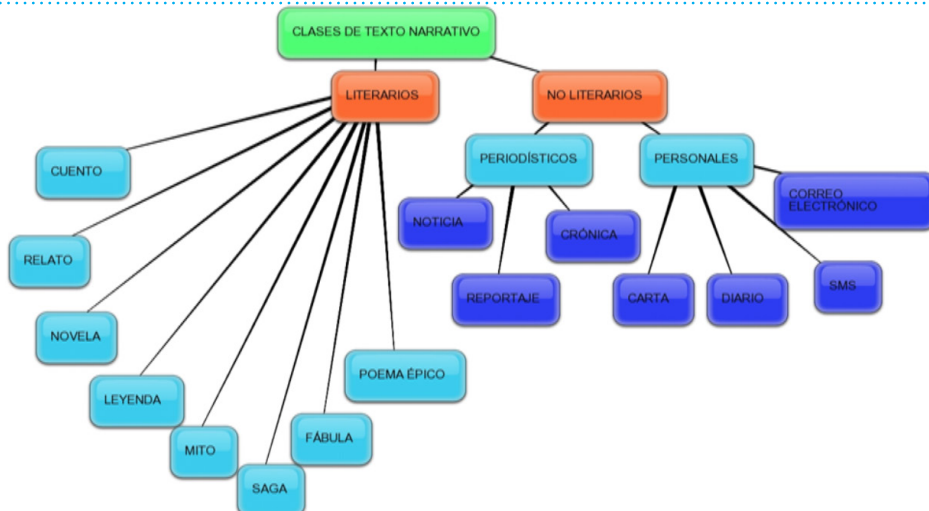 CLASES DE TEXTO NARRATIVO
LITERARIOS
NO LITERARIOS
CUENTO
RELATO
NOVELA
LEYENDA
MITO
SAGA
FÁBULA
POEMA ÉPICO
PERIODÍSTICOS
NOTICIA
REPORTAJE
CRÓNICA
PERSONALES
CARTA
DIARIO
SMS
CORREO
ELECTRÓNICO